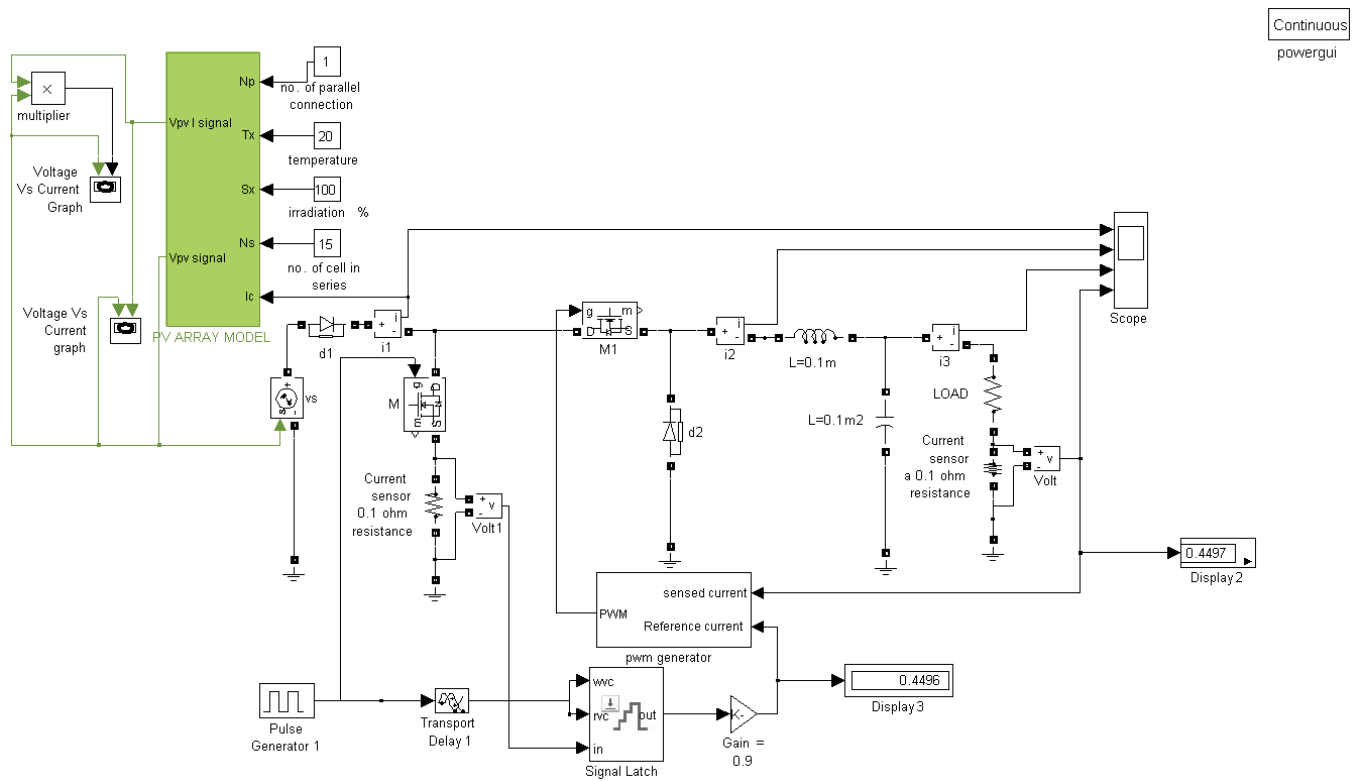 Continuous
powergui
Np
1
no. of parallel
connection
×
multiplier
Vpv I signal
Tx
20
temperature
Voltage
Vs Current
Graph
Sx
100
irradiation %
Ns
15
no. of cell in
series
Vpv signal
Ic
Voltage Vs
Current
graph
PV ARRAY MODEL
Scope
d1
+
-
i
i1
g
m
D
S
M1
+
-
i
i2
L=0.1m
+
-
i
i3
+
s
-
vs
M
g
D
m
S
LOAD
L=0.1m2
d2
Current
sensor
a 0.1 ohm
resistance
+
-
v
Volt
Current
sensor
0.1 ohm
resistance
+
-
v
Volt1
0.4497
Display 2
sensed current
PWM
Reference current
pwm generator
0.4496
Display 3
Pulse
Generator 1
Transport
Delay 1
wvc
rvc
out
in
Signal Latch
K-
Gain =
0.9